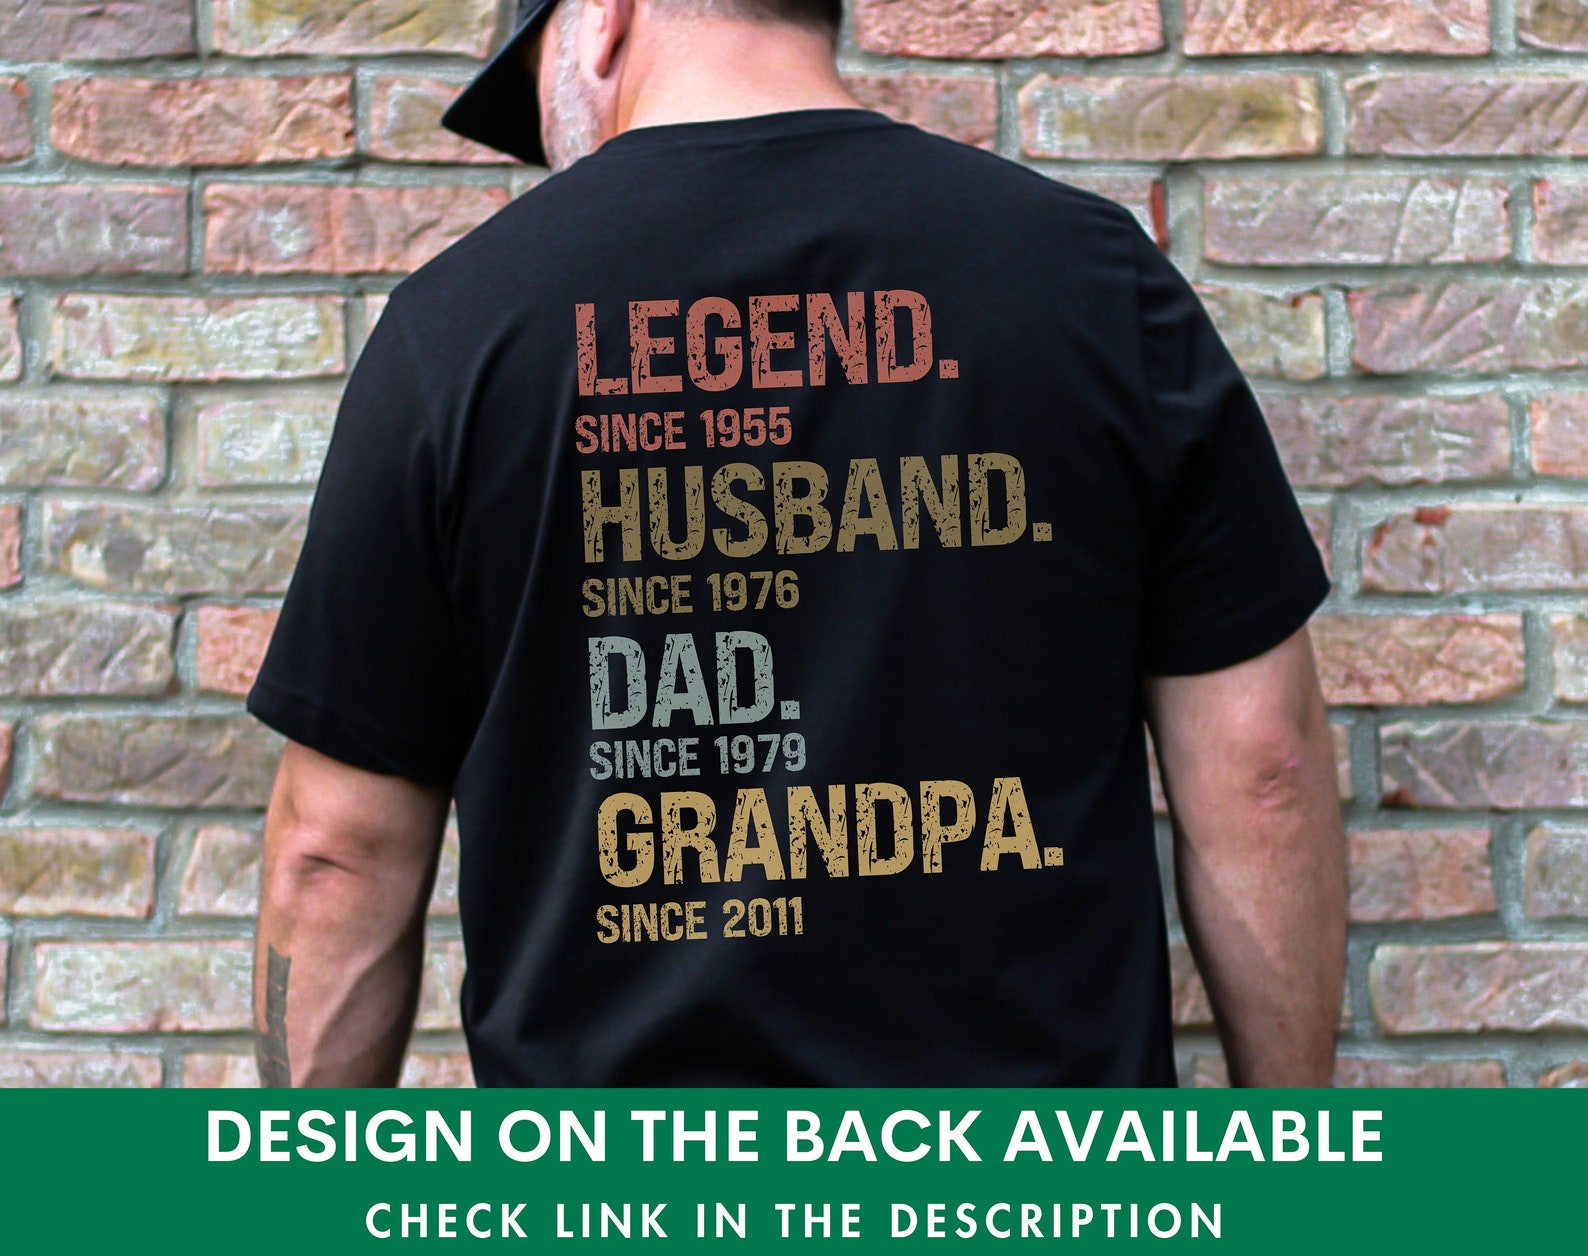 LEGEND.
SINCE 1955
HUSBAND.
SINCE 1976
DAD.
SINCE 1979
GRANDPA.
SINCE 2011
DESIGN ON THE BACK AVAILABLE
CHECK LINK IN THE DESCRIPTION